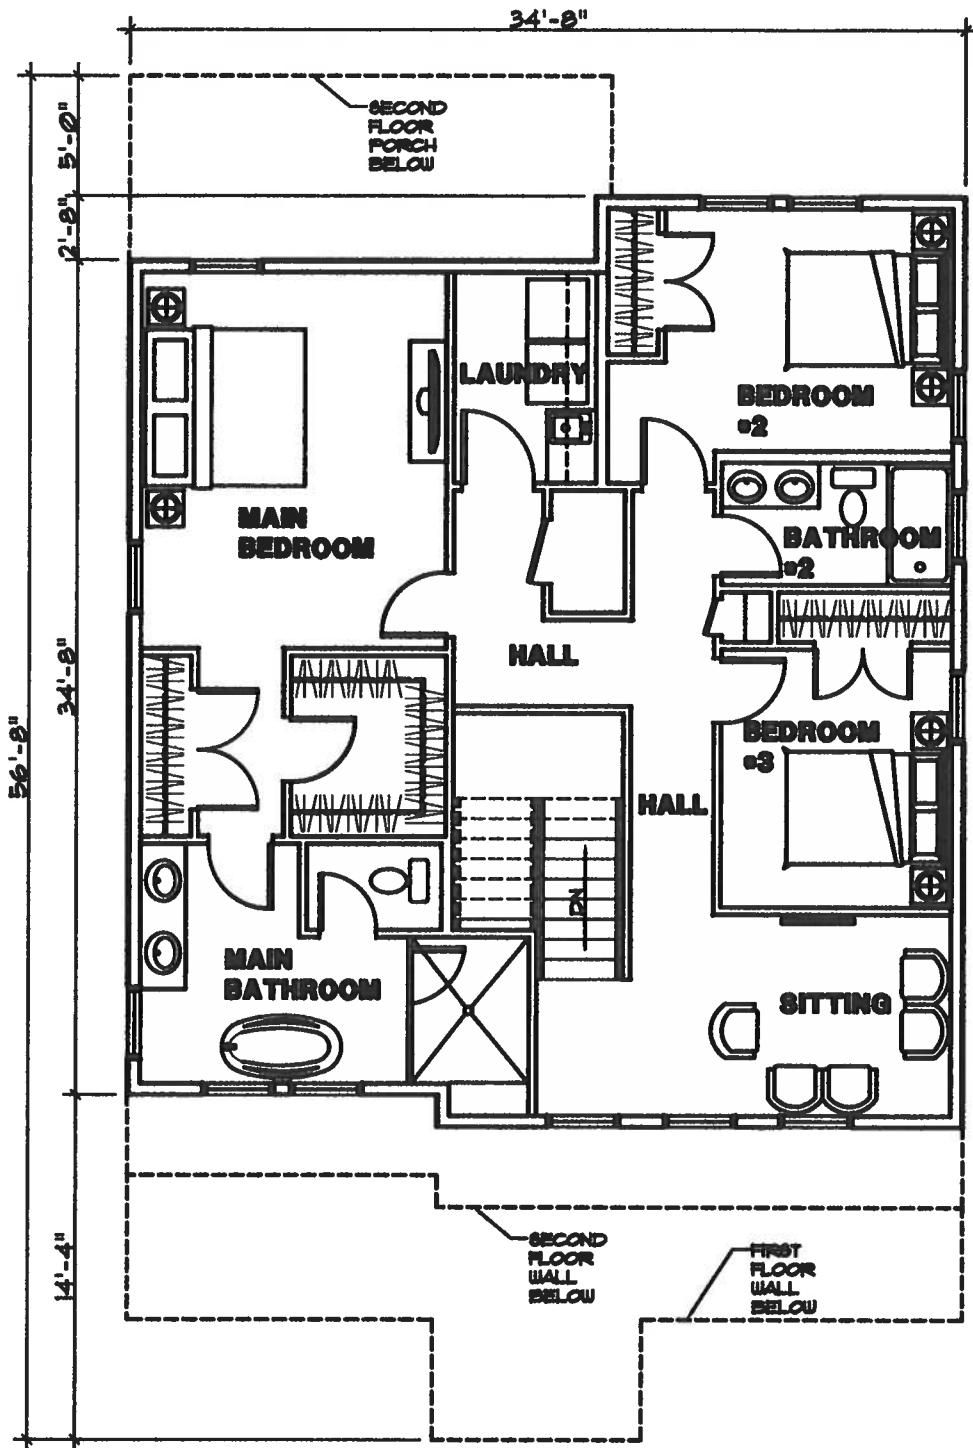 34'-8"
SECOND
FLOOR
PORCH
BELOW
5'-0"
2'-8"
LAUNDRY
BEDROOM
#2
MAIN
BEDROOM
BATHROOM
#2
HALL
34'-8"
56'-8"
BEDROOM
#3
HALL
DN
MAIN
BATHROOM
SITTING
14'-4"
SECOND
FLOOR
WALL
BELOW
FIRST
FLOOR
WALL
BELOW